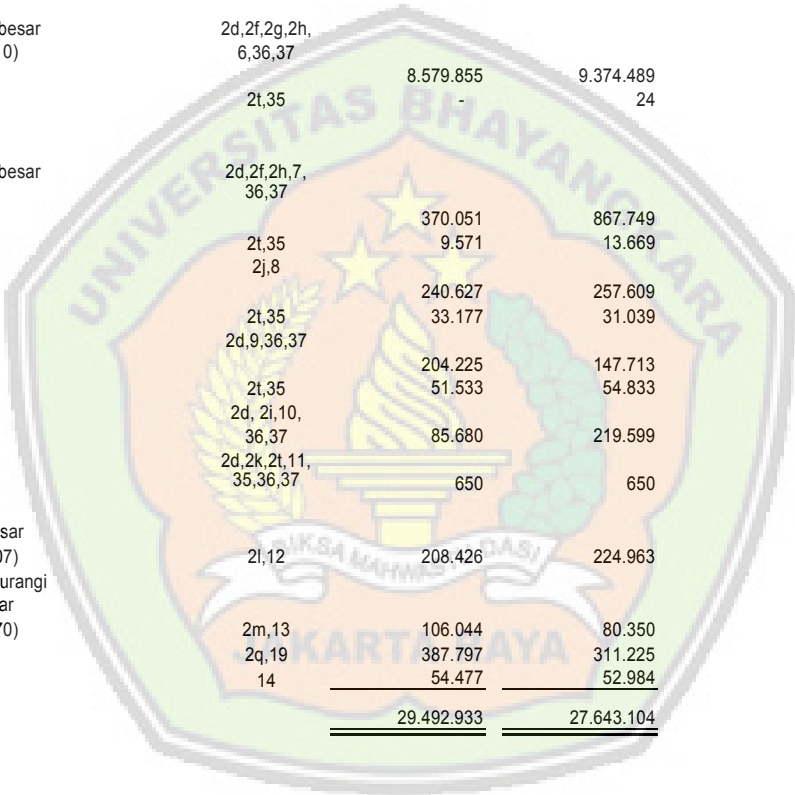 besar 2d,2f,2g,2h,
0) 6,36,37
8.579.855 9.374.489
2t,35 - 24
besar 2d,2f,2h,7,
36,37
370.051 867.749
2t,35 9.571 13.669
2j,8
240.627 257.609
2t,35 33.177 31.039
2d,9,36,37
204.225 147.713
2t,35 51.533 54.833
2d, 2i,10,
36,37 85.680 219.599
2d,2k,2t,11,
35,36,37 650 650
sar
07) 2l,12 208.426 224.963
urangi
ar
70) 2m,13 106.044 80.350
2q,19 387.797 311.225
14 54.477 52.984
29.492.933 27.643.104
UNIVERSITAS BHAYANGKARA
JAKARTA RAYA